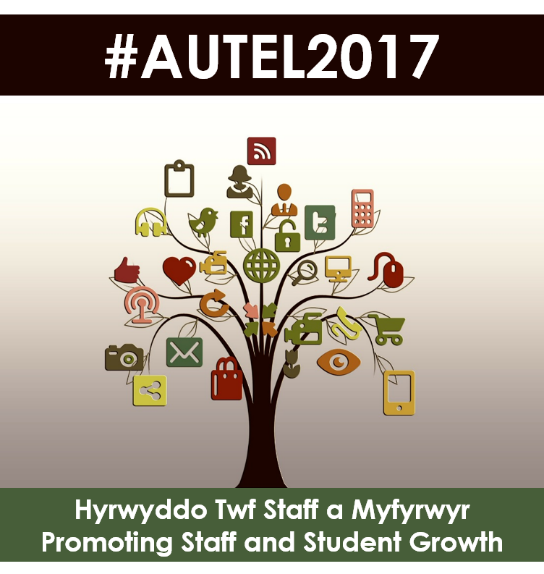 #AUTEL2017
Hyrwyddo Twf Staff a Myfyrwyr
Promoting Staff and Student Growth